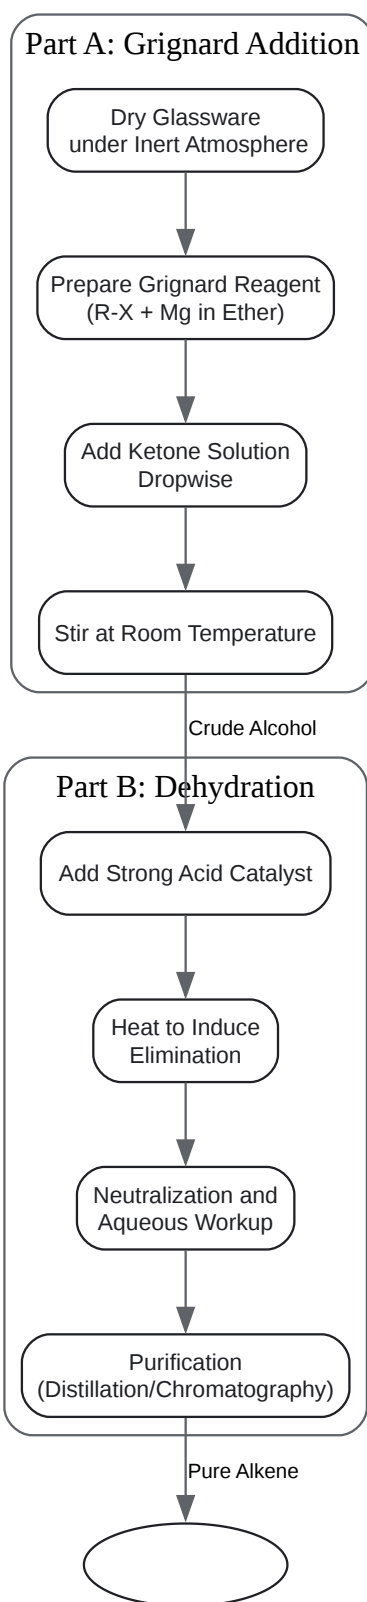 Part A: Grignard Addition
Dry Glassware
under Inert Atmosphere
Prepare Grignard Reagent
(R-X + Mg in Ether)
Add Ketone Solution
Dropwise
Stir at Room Temperature
Crude Alcohol
Part B: Dehydration
Add Strong Acid Catalyst
Heat to Induce
Elimination
Neutralization and
Aqueous Workup
Purification
(Distillation/Chromatography)
Pure Alkene